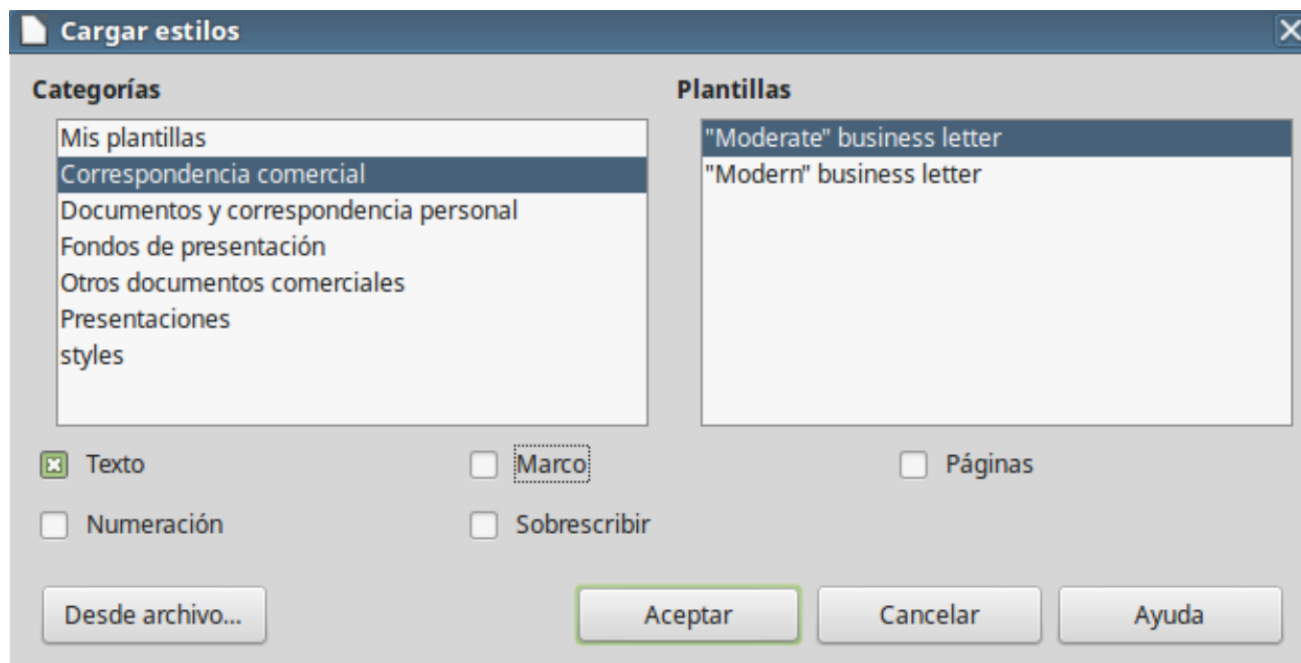 Cargar estilos
Categorías
Mis plantillas
Correspondencia comercial
Documentos y correspondencia personal
Fondos de presentación
Otros documentos comerciales
Presentaciones
styles
Plantillas
"Moderate" business letter
"Modern" business letter
Texto
Marco
Páginas
Numeración
Sobrescribir
Desde archivo...
Aceptar
Cancelar
Ayuda